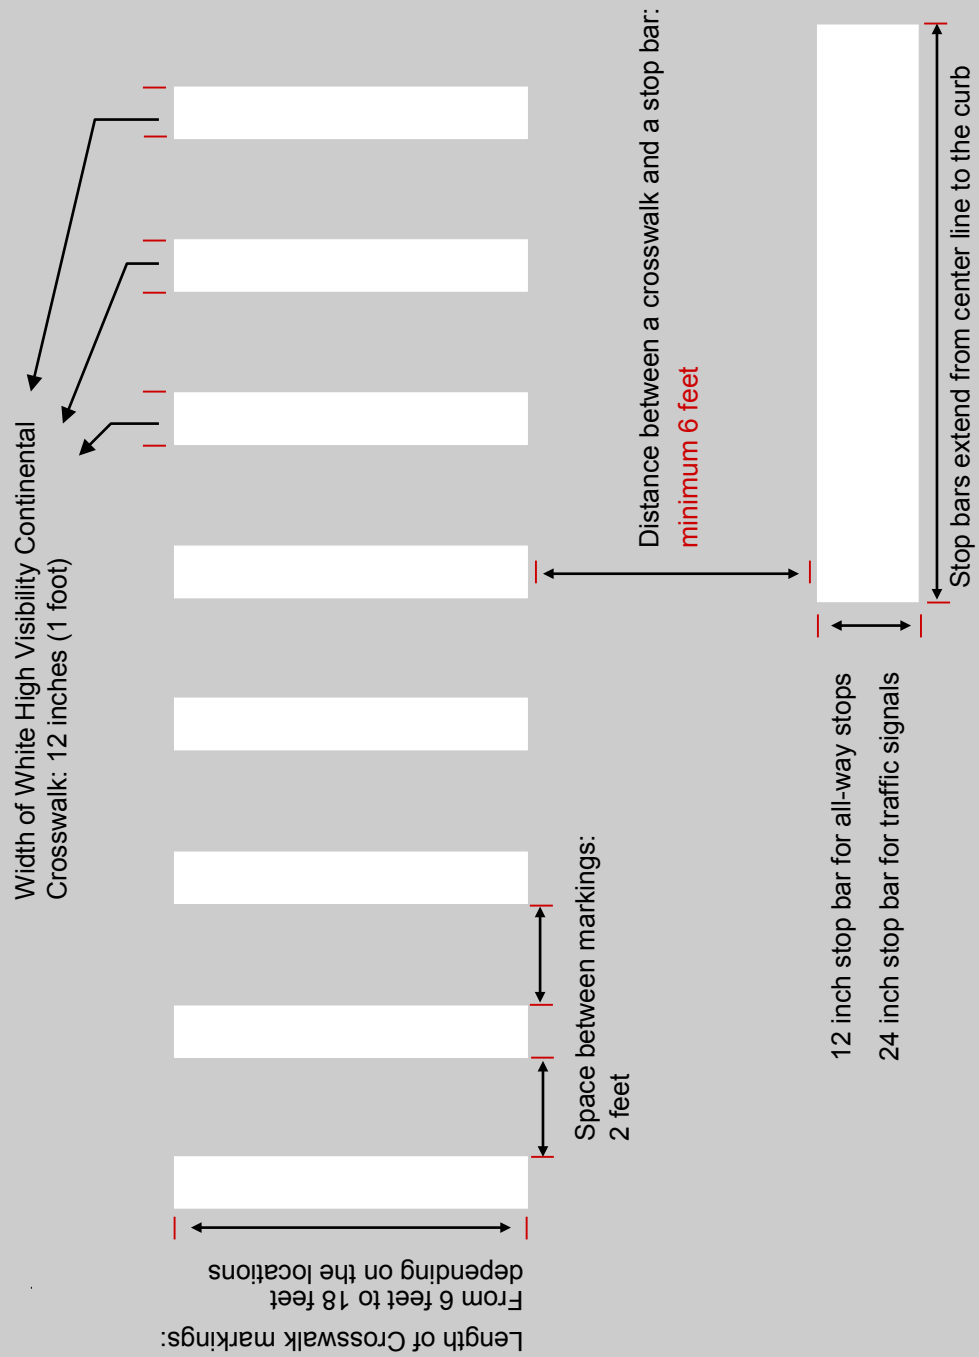 Width of White High Visibility Continental
Crosswalk: 12 inches (1 foot)
Distance between a crosswalk and a stop bar:
minimum 6 feet
Stop bars extend from center line to the curb
12 inch stop bar for all-way stops
24 inch stop bar for traffic signals
Space between markings:
2 feet
Length of Crosswalk markings:
From 6 feet to 18 feet
depending on the locations